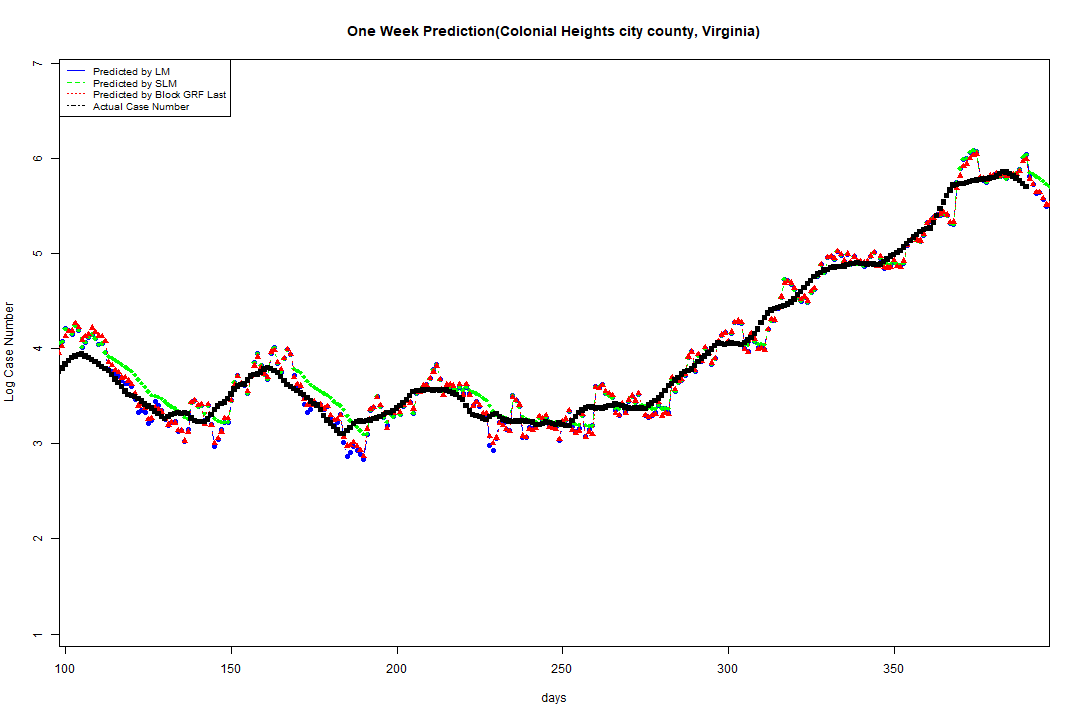 One Week Prediction(Colonial Heights city county, Virginia)
Predicted by LM
Predicted by SLM
Predicted by Block GRF Last
Actual Case Number
7
6
5
4
3
2
1
Log Case Number
100 150 200 250 300 350
days